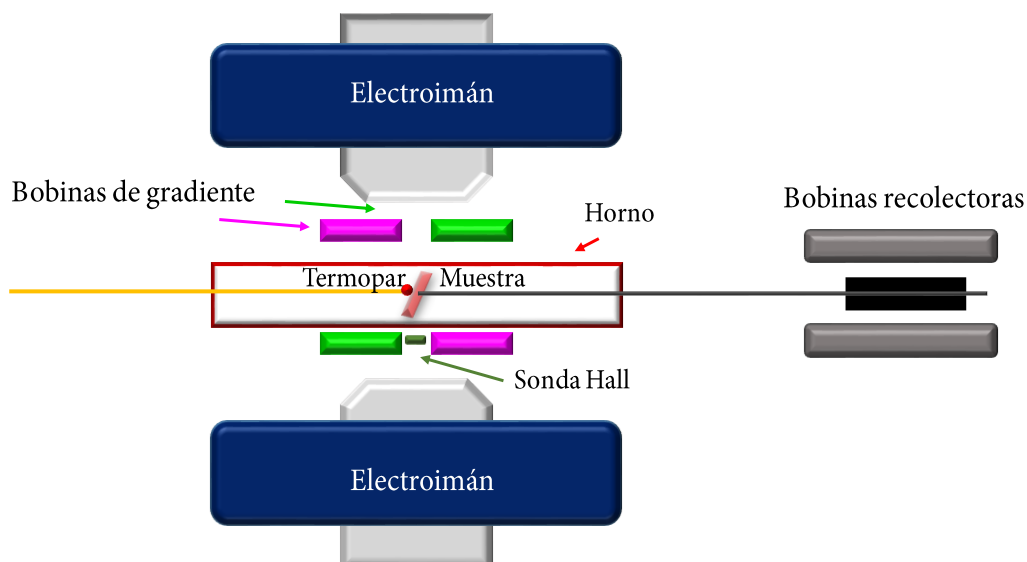 Electroimán
Bobinas de gradiente
Bobinas recolectoras
Horno
Termopar
Muestra
Sonda Hall
Electroimán